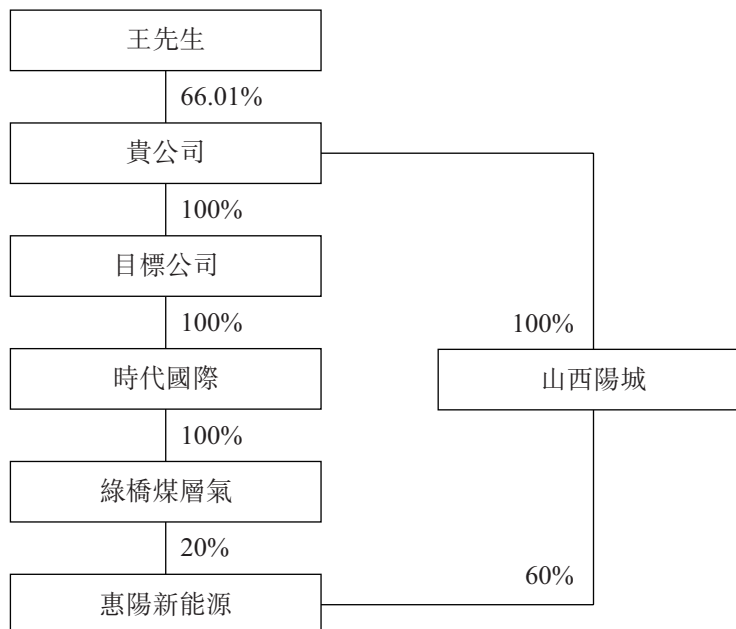 王先生
66.01%
貴公司
100%
目標公司
100%
100%
時代國際
山西陽城
100%
綠橋煤層氣
20%
60%
惠陽新能源